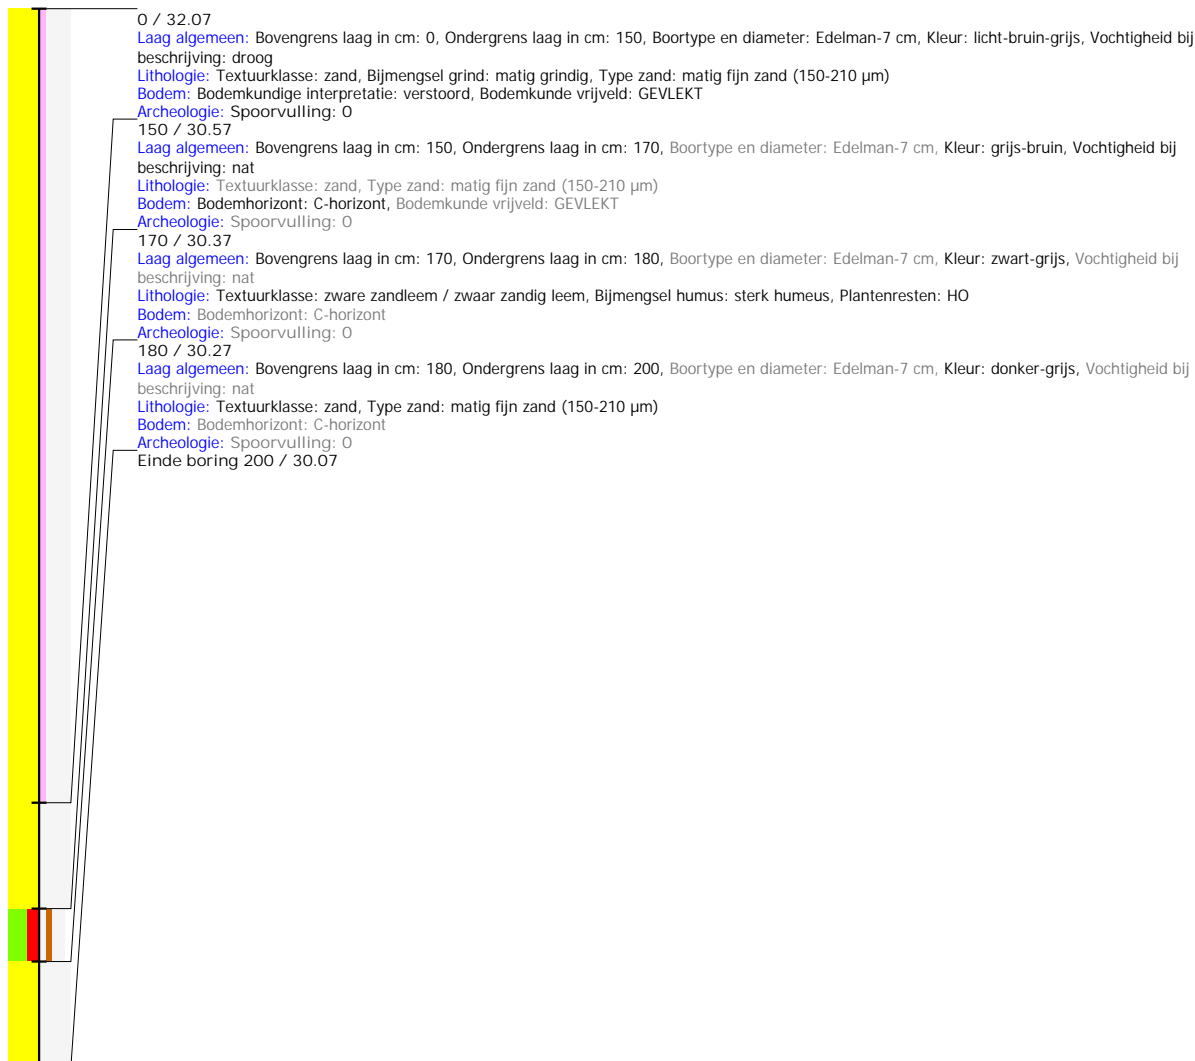 0 / 32.07
Laag algemeen: Bovengrens laag in cm: 0, Ondergrens laag in cm: 150, Boortype en diameter: Edelman-7 cm, Kleur: licht-bruin-grijs, Vochtigheid bij
beschrijving: droog
Lithologie: Textuurklasse: zand, Bijmengsel grind: matig grindig, Type zand: matig fijn zand (150-210 µm)
Bodem: Bodemkundige interpretatie: verstoord, Bodemkunde vrijveld: GEVLEKT
Archeologie: Spoorvulling: 0
150 / 30.57
Laag algemeen: Bovengrens laag in cm: 150, Ondergrens laag in cm: 170, Boortype en diameter: Edelman-7 cm, Kleur: grijs-bruin, Vochtigheid bij
beschrijving: nat
Lithologie: Textuurklasse: zand, Type zand: matig fijn zand (150-210 µm)
Bodem: Bodemhorizont: C-horizont, Bodemkunde vrijveld: GEVLEKT
Archeologie: Spoorvulling: 0
170 / 30.37
Laag algemeen: Bovengrens laag in cm: 170, Ondergrens laag in cm: 180, Boortype en diameter: Edelman-7 cm, Kleur: zwart-grijs, Vochtigheid bij
beschrijving: nat
Lithologie: Textuurklasse: zware zandleem / zwaar zandig leem, Bijmengsel humus: sterk humeus, Plantenresten: HO
Bodem: Bodemhorizont: C-horizont
Archeologie: Spoorvulling: 0
180 / 30.27
Laag algemeen: Bovengrens laag in cm: 180, Ondergrens laag in cm: 200, Boortype en diameter: Edelman-7 cm, Kleur: donker-grijs, Vochtigheid bij
beschrijving: nat
Lithologie: Textuurklasse: zand, Type zand: matig fijn zand (150-210 µm)
Bodem: Bodemhorizont: C-horizont
Archeologie: Spoorvulling: 0
Einde boring 200 / 30.07